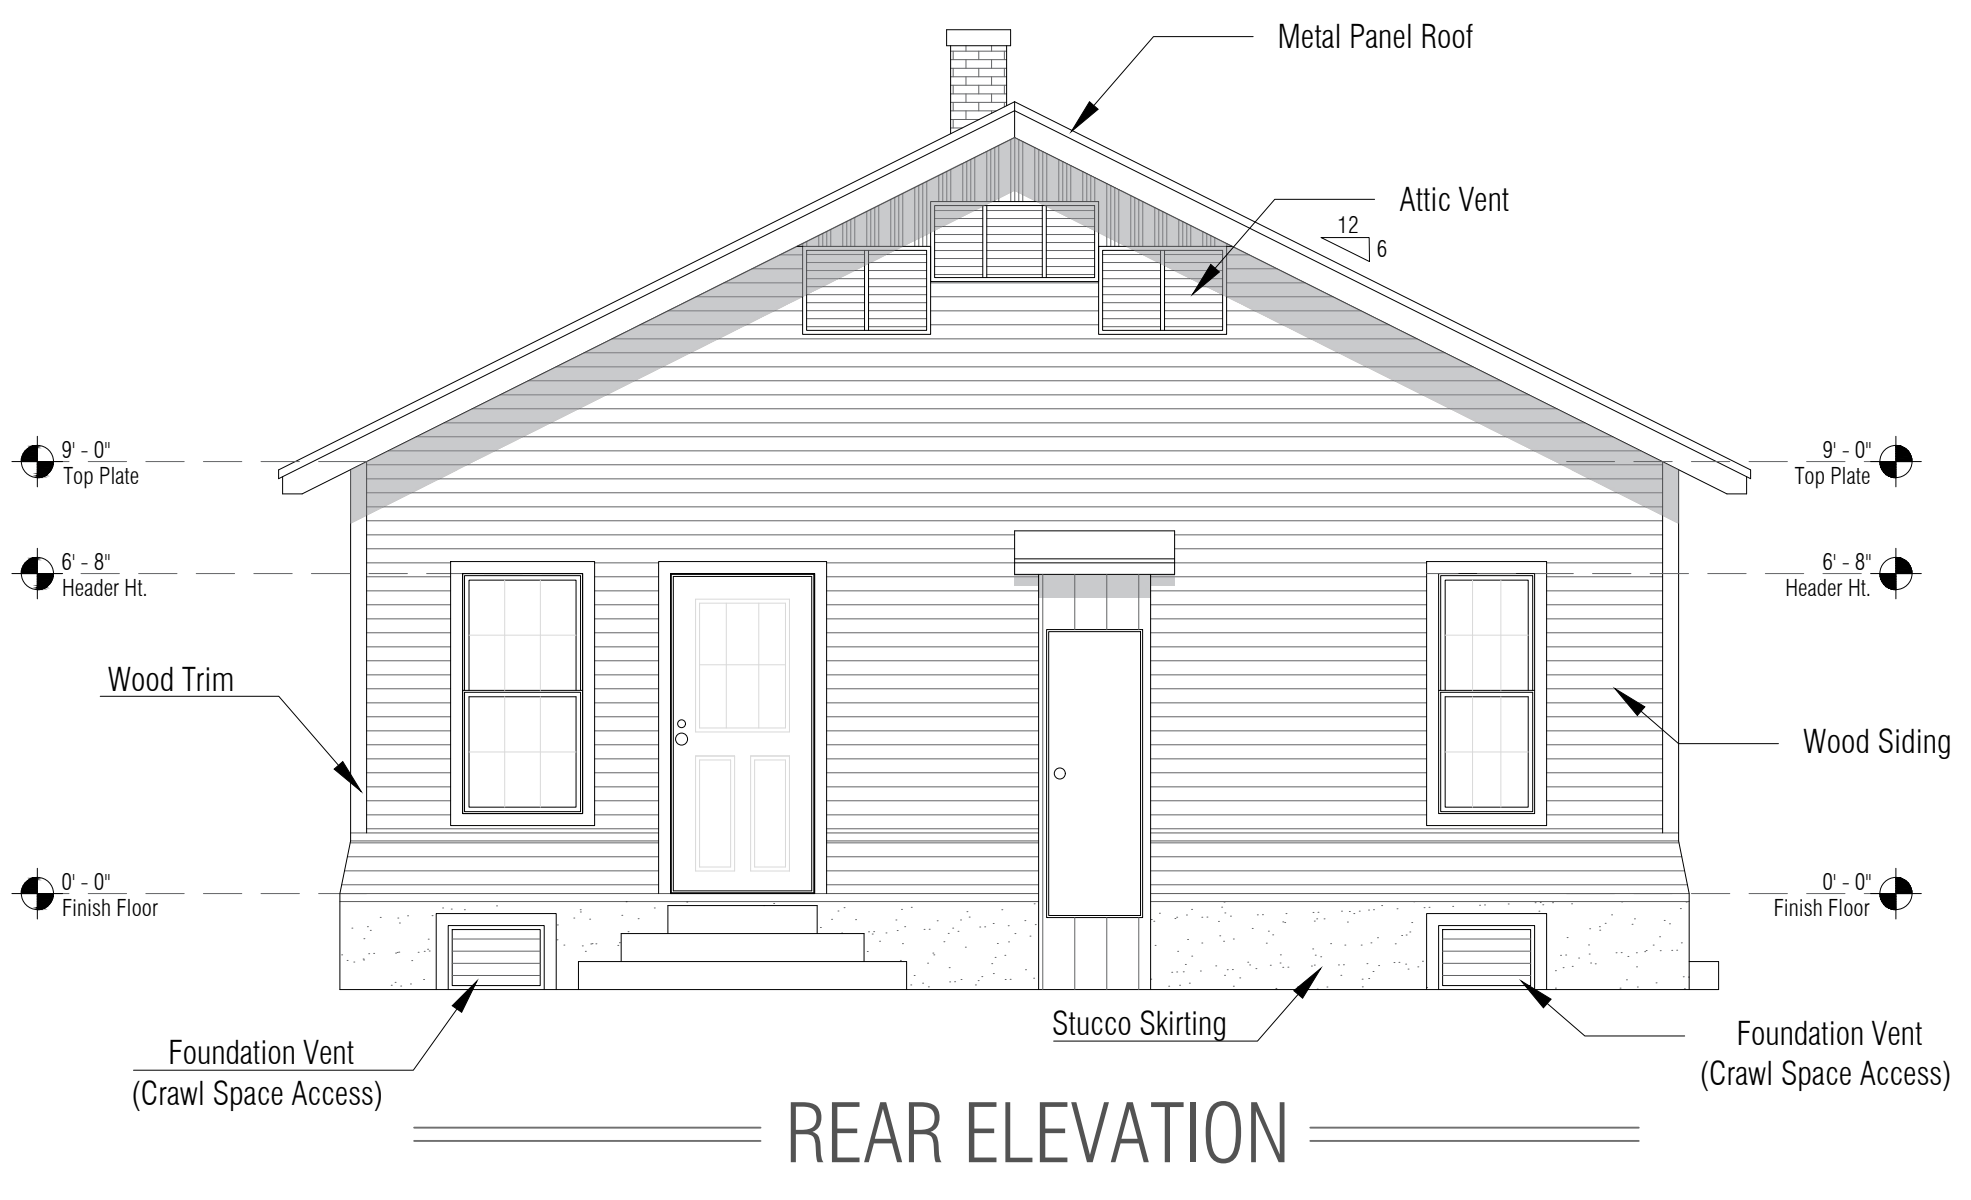 Metal Panel Roof
Attic Vent
12
6
9' - 0"
Top Plate
9' - 0"
Top Plate
6' - 8"
Header Ht.
6' - 8"
Header Ht.
Wood Trim
Wood Siding
0' - 0"
Finish Floor
0' - 0"
Finish Floor
Stucco Skirting
Foundation Vent
(Crawl Space Access)
Foundation Vent
(Crawl Space Access)
REAR ELEVATION